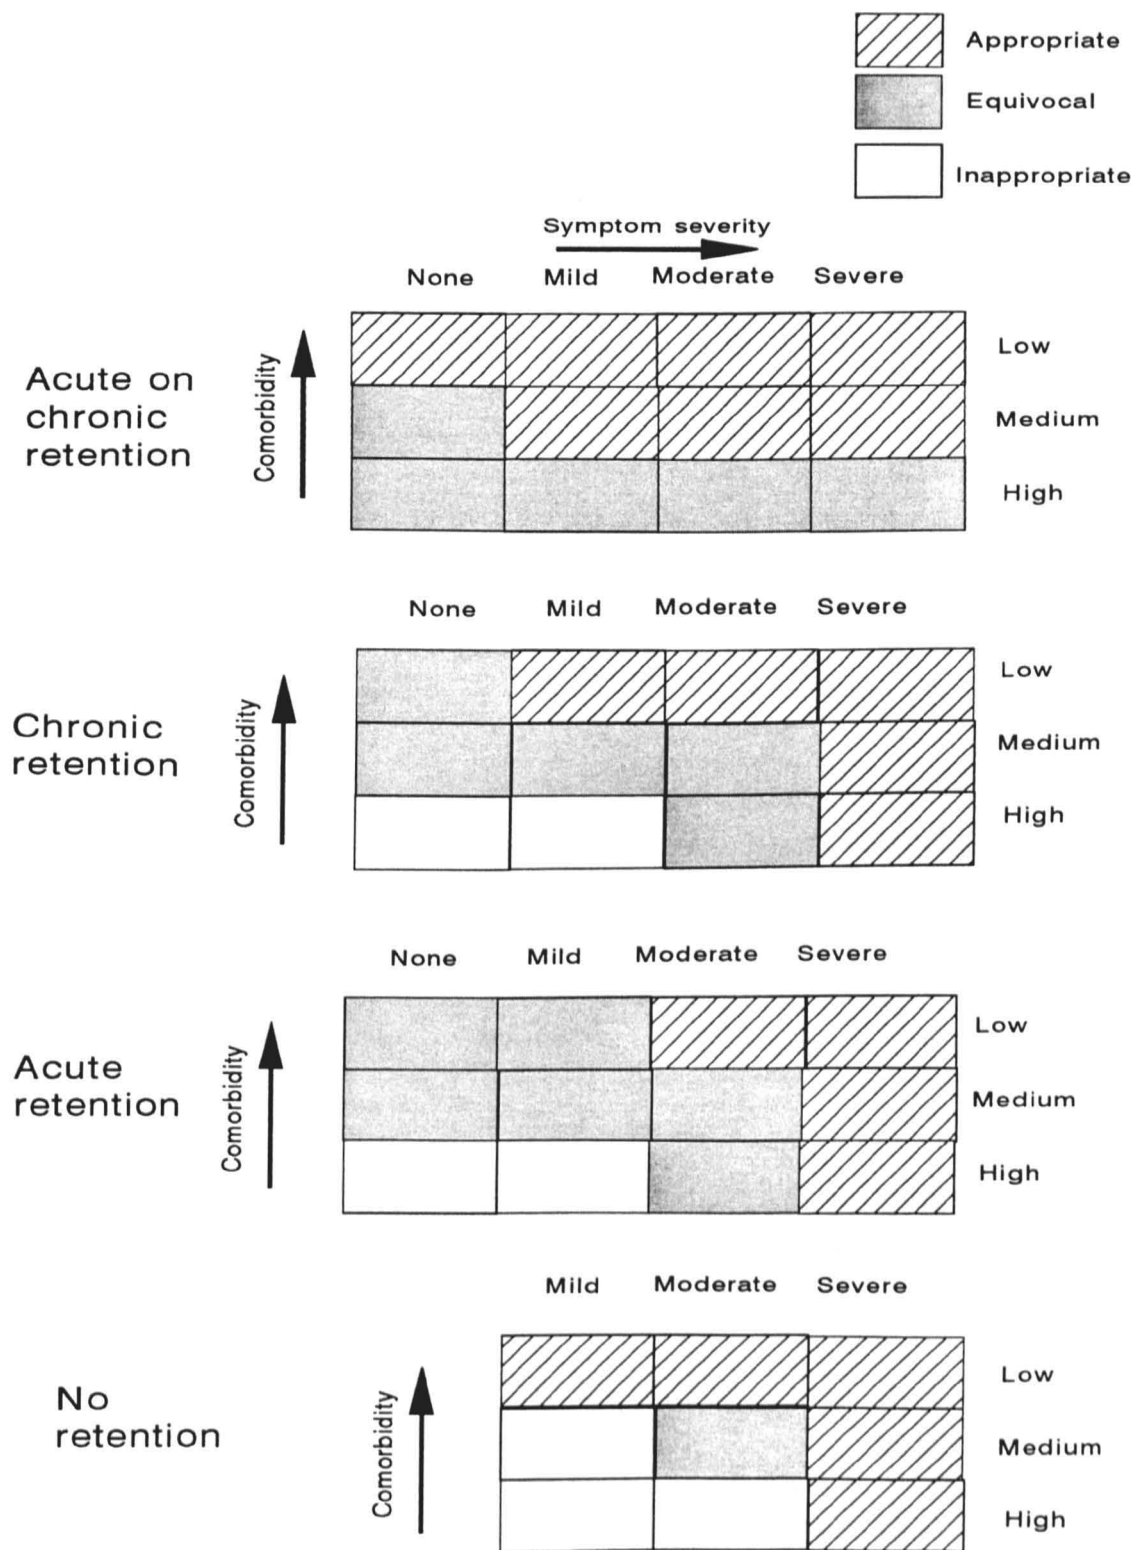 Appropriate
Equivocal
Inappropriate
Symptom severity
None Mild Moderate Severe
Acute on
chronic
retention
Comorbidity
Low
Medium
High
None Mild Moderate Severe
Chronic
retention
Comorbidity
Low
Medium
High
None Mild Moderate Severe
Acute
retention
Comorbidity
Low
Medium
High
Mild Moderate Severe
No
retention
Comorbidity
Low
Medium
High